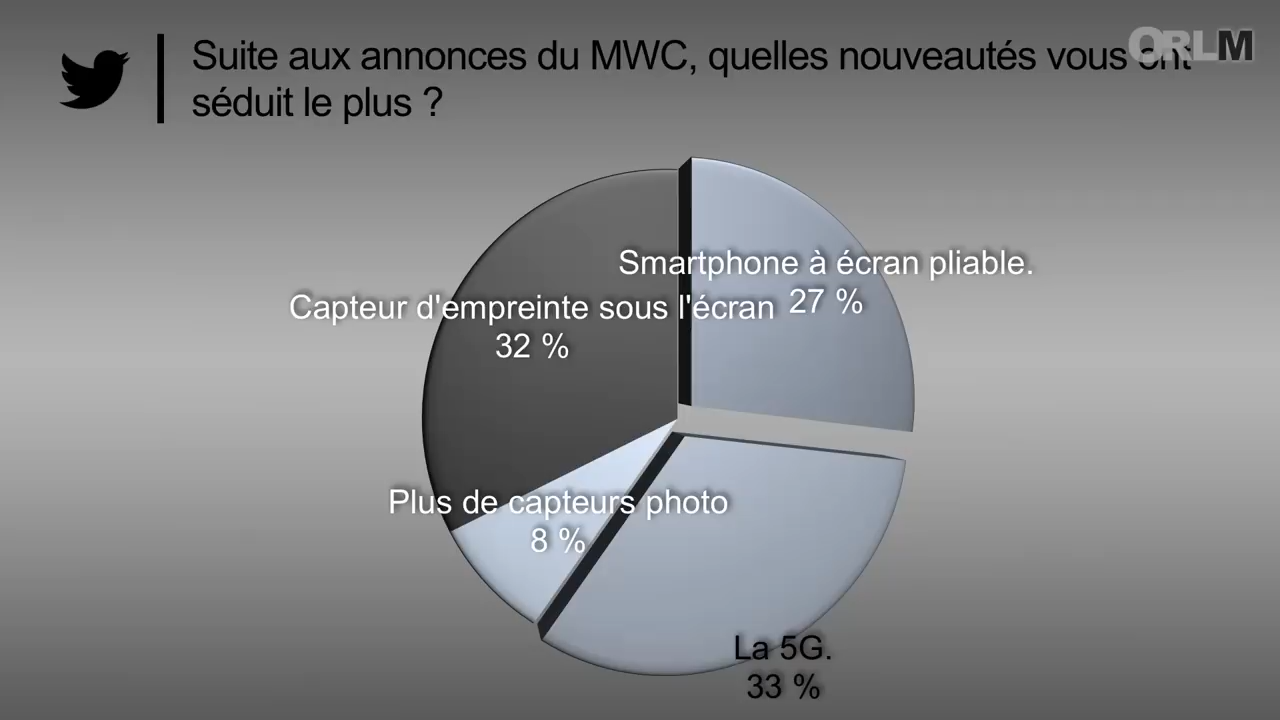 Suite aux annonces du MWC, quelles nouveautés vous ont
séduit le plus ?
ORLM
Smartphone à écran pliable.
27 %
Capteur d'empreinte sous l'écran
32 %
Plus de capteurs photo
8 %
La 5G.
33 %